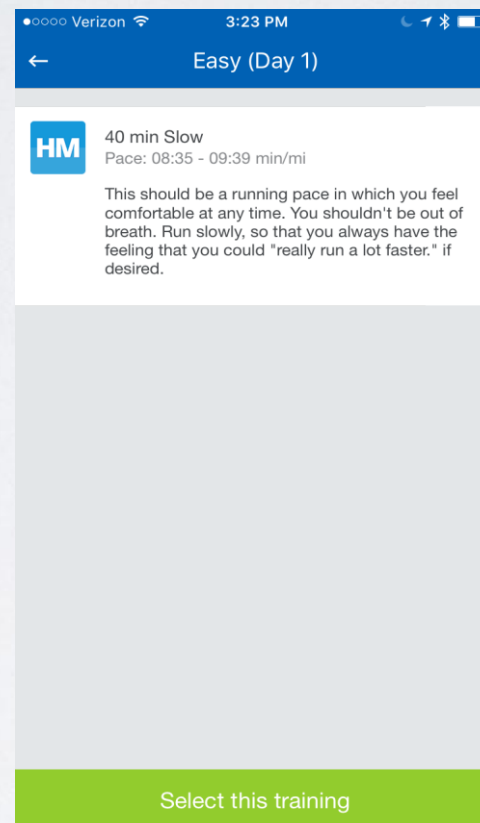 Verizon 3:23 PM
← Easy (Day 1)
HM
40 min Slow
Pace: 08:35 - 09:39 min/mi
This should be a running pace in which you feel
comfortable at any time. You shouldn't be out of
breath. Run slowly, so that you always have the
feeling that you could "really run a lot faster." if
desired.
Select this training